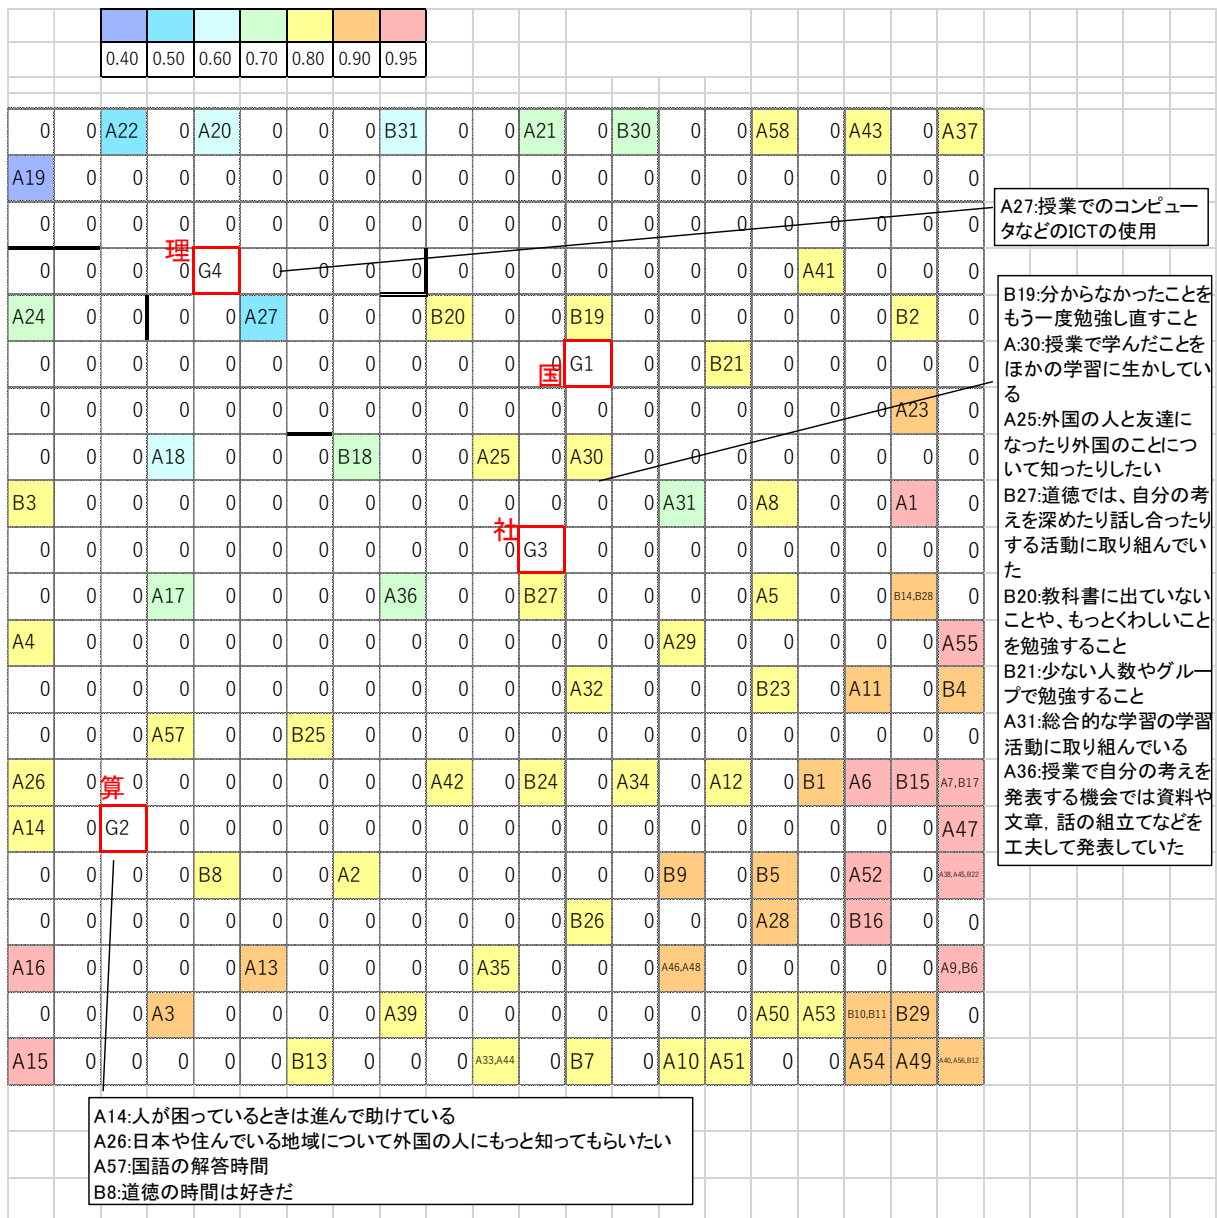 0.40 0.50 0.60 0.70 0.80 0.90 0.95
0 0 A22 0 A20 0 0 0 B31 0 0 A21 0 B30 0 0 A58 0 A43 0 A37
A19 0 0 0 0 0 0 0 0 0 0 0 0 0 0 0 0 0 0 0 0
0 0 0 0 0 0 0 0 0 0 0 0 0 0 0 0 0 0 0 0 0
理
0 0 0 0 G4 0 0 0 0 0 0 0 0 0 0 0 0 A41 0 0 0
A24 0 0 0 0 A27 0 0 0 B20 0 0 B19 0 0 0 0 0 0 B2 0
国
0 0 0 0 0 0 0 0 0 0 0 0 G1 0 0 B21 0 0 0 0 0
0 0 0 0 0 0 0 0 0 0 0 0 0 0 0 0 0 0 0 A23 0
0 0 0 A18 0 0 0 B18 0 0 A25 0 A30 0 0 0 0 0 0 0 0
B3 0 0 0 0 0 0 0 0 0 0 0 0 0 A31 0 A8 0 0 A1 0
社
0 0 0 0 0 0 0 0 0 0 0 G3 0 0 0 0 0 0 0 0 0
0 0 0 A17 0 0 0 0 A36 0 0 B27 0 0 0 0 A5 0 0 B14,B28 0
A4 0 0 0 0 0 0 0 0 0 0 0 0 0 A29 0 0 0 0 0 A55
0 0 0 0 0 0 0 0 0 0 0 0 A32 0 0 0 B23 0 A11 0 B4
0 0 0 A57 0 0 B25 0 0 0 0 0 0 0 0 0 0 0 0 0 0
A26 0 0 0 0 0 0 0 0 A42 0 B24 0 A34 0 A12 0 B1 A6 B15 A7,B17
算
A14 0 G2 0 0 0 0 0 0 0 0 0 0 0 0 0 0 0 0 0 A47
0 0 0 0 B8 0 0 A2 0 0 0 0 0 0 B9 0 B5 0 A52 0 A38,A45,B22
0 0 0 0 0 0 0 0 0 0 0 0 B26 0 0 0 A28 0 B16 0 0
A16 0 0 0 0 A13 0 0 0 0 A35 0 0 0 A46,A48 0 0 0 0 0 A9,B6
0 0 0 A3 0 0 0 0 A39 0 0 0 0 0 0 0 A50 A53 B10,B11 B29 0
A15 0 0 0 0 0 B13 0 0 0 A33,A44 0 B7 0 A10 A51 0 0 A54 A49 A40,A56,B12
A27:授業でのコンピュー
タなどのICTの使用
B19:分からなかったことを
もう一度勉強し直すこと
A:30:授業で学んだことを
ほかの学習に生かしてい
る
A25:外国の人と友達に
なったり外国のことにつ
いて知ったりしたい
B27:道徳では、自分の考
えを深めたり話し合ったり
する活動に取り組んでい
た
B20:教科書に出ていない
ことや、もっとくわしいこと
を勉強すること
B21:少ない人数やグルー
プで勉強すること
A31:総合的な学習の学習
活動に取り組んでいる
A36:授業で自分の考えを
発表する機会では資料や
文章，話の組立てなどを
工夫して発表していた
A14:人が困っているときは進んで助けている
A26:日本や住んでいる地域について外国の人にもっと知ってもらいたい
A57:国語の解答時間
B8:道徳の時間は好きだ